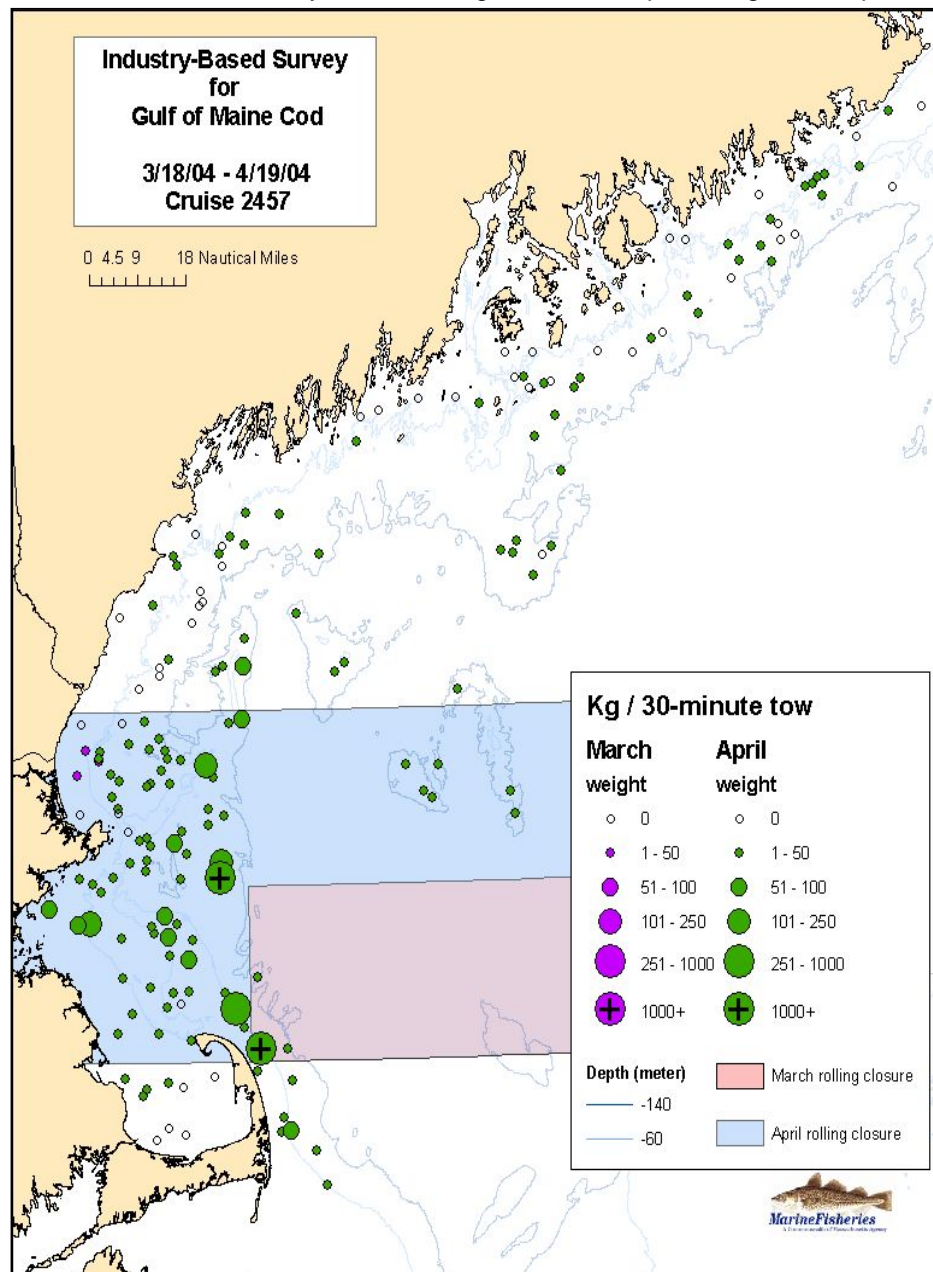 Industry-Based Survey
for
Gulf of Maine Cod
3/18/04 - 4/19/04
Cruise 2457
0 4.5 9 18 Nautical Miles
Kg / 30-minute tow
March April
weight weight
0 0
1 - 50 1 - 50
51 - 100 51 - 100
101 - 250 101 - 250
251 - 1000 251 - 1000
1000+ 1000+
Depth (meter)
-140
-60
March rolling closure
April rolling closure
MarineFisheries